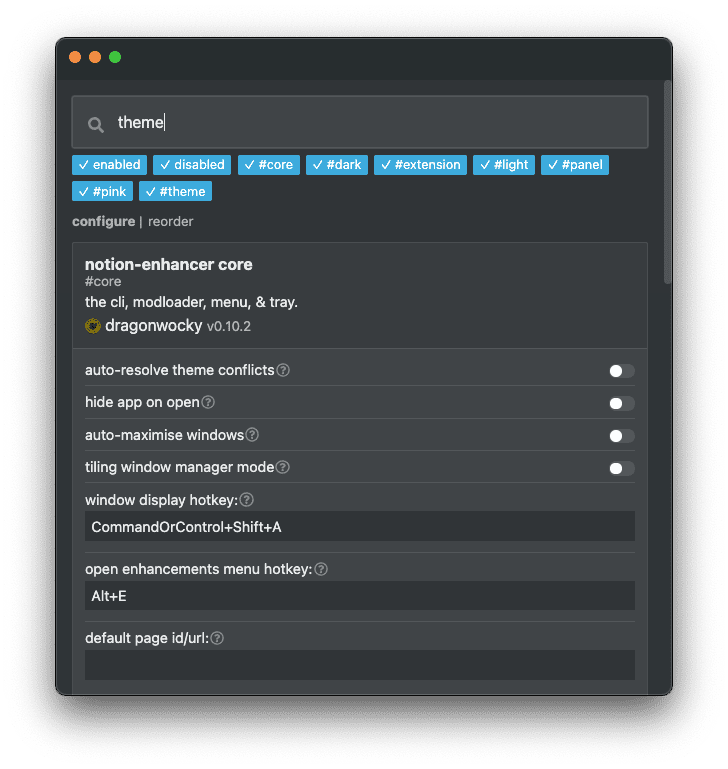 theme
✓ enabled ✓ disabled ✓ #core ✓ #dark ✓ #extension ✓ #light ✓ #panel
✓ #pink ✓ #theme
configure | reorder
notion-enhancer core
#core
the cli, modloader, menu, & tray.
dragonwocky v0.10.2
auto-resolve theme conflicts?
hide app on open?
auto-maximise windows?
tiling window manager mode?
window display hotkey:?
CommandOrControl+Shift+A
open enhancements menu hotkey:?
Alt+E
default page id/url:?